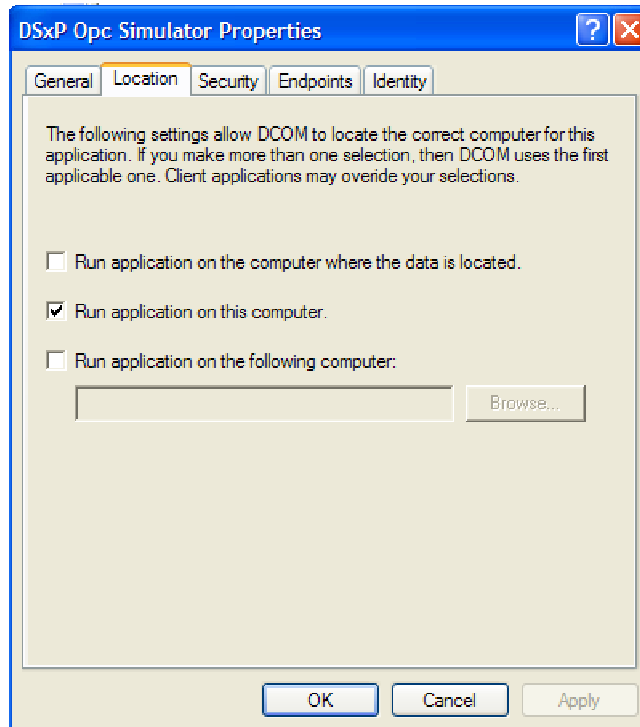 DSxP Opc Simulator Properties
?
X
General Location Security Endpoints Identity
The following settings allow DCOM to locate the correct computer for this
application. If you make more than one selection, then DCOM uses the first
applicable one. Client applications may overide your selections.
Run application on the computer where the data is located.
Run application on this computer.
Run application on the following computer:
Browse...
OK Cancel Apply